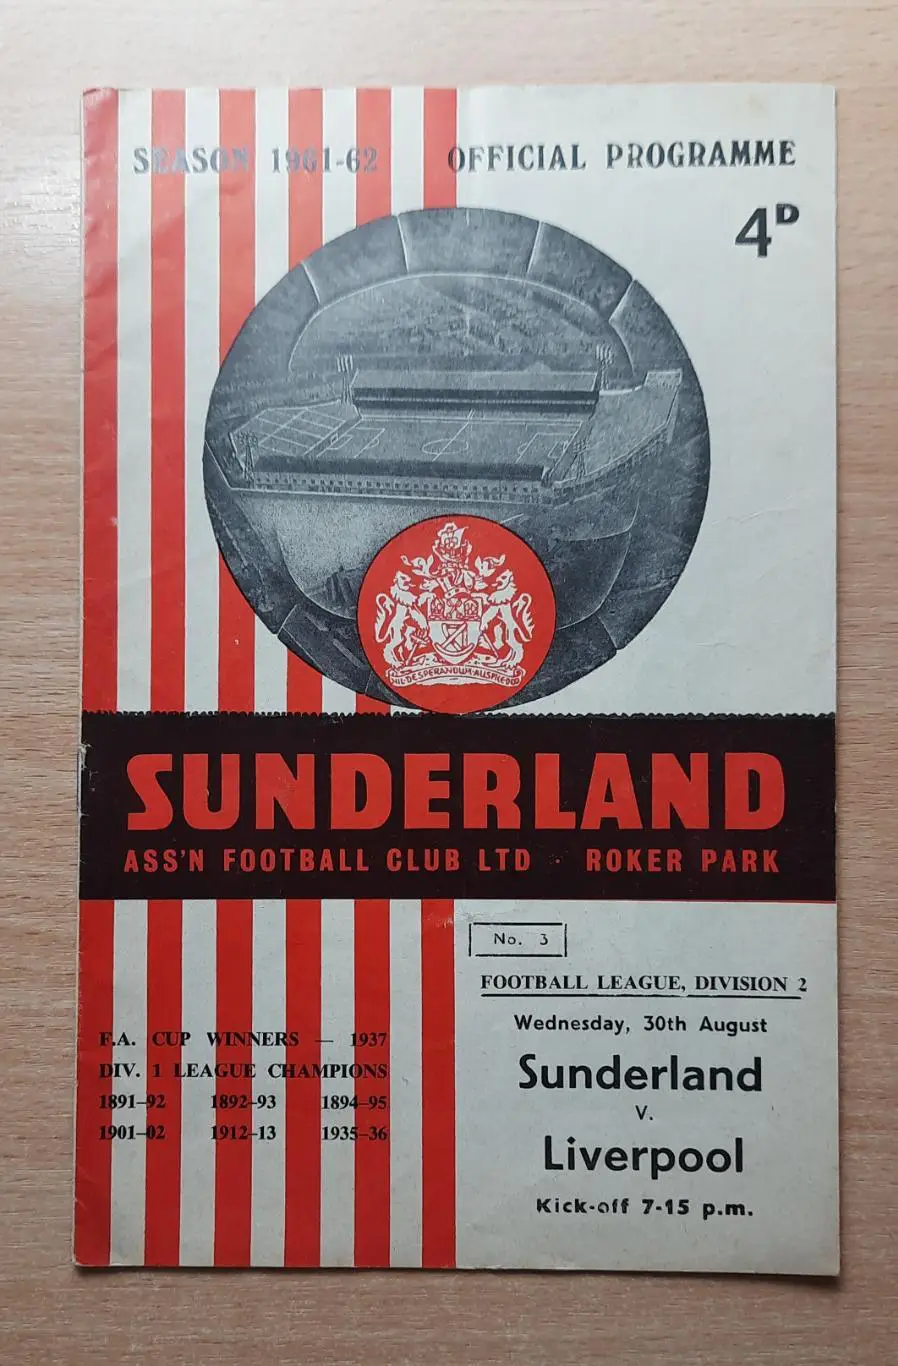 SEASON 1961-62 OFFICIAL PROGRAMME
4D
NIL·DESPERANDUM·AUSPICE·DEO
SUNDERLAND
ASS'N FOOTBALL CLUB LTD · ROKER PARK
No. 3
FOOTBALL LEAGUE, DIVISION 2
Wednesday, 30th August
Sunderland
v.
Liverpool
Kick-off 7-15 p.m.
F.A. CUP WINNERS — 1937
DIV. 1 LEAGUE CHAMPIONS
1891–92 1892–93 1894–95
1901–02 1912–13 1935–36